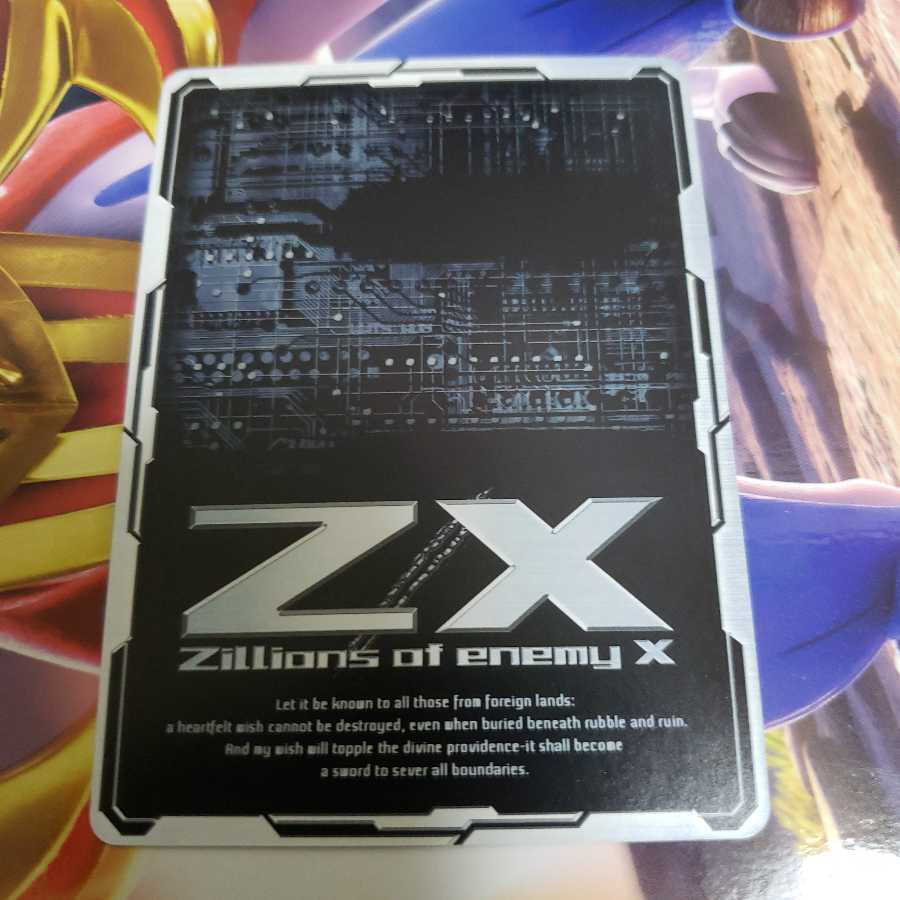 Z/X
Zillions of enemy X
Let it be known to all those from foreign lands:
a heartfelt wish cannot be destroyed, even when buried beneath rubble and ruin.
And my wish will topple the divine providence-it shall become
a sword to sever all boundaries.